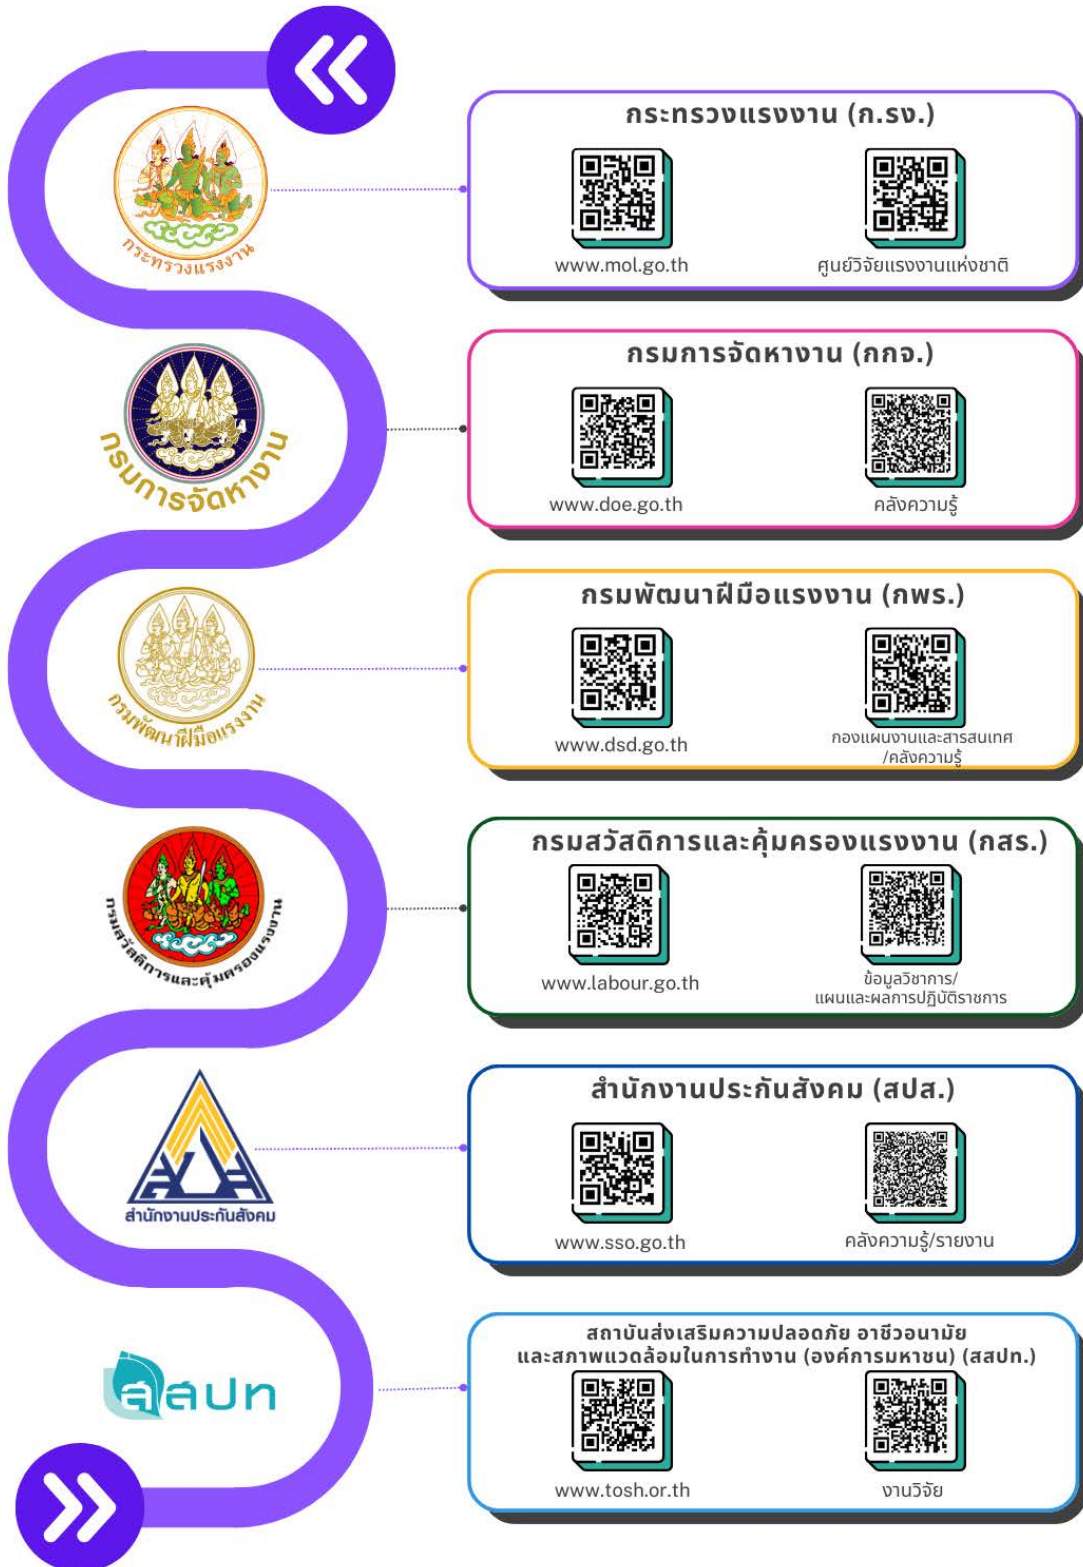 กระทรวงแรงงาน (ก.รง.)
กระทรวงแรงงาน
www.mol.go.th
ศูนย์วิจัยแรงงานแห่งชาติ
กรมการจัดหางาน (กกจ.)
กรมการจัดหางาน
www.doe.go.th
คลังความรู้
กรมพัฒนาฝีมือแรงงาน (กพร.)
กรมพัฒนาฝีมือแรงงาน
www.dsd.go.th
กองแผนงานและสารสนเทศ
/คลังความรู้
กรมสวัสดิการและคุ้มครองแรงงาน (กสร.)
กรมสวัสดิการและคุ้มครองแรงงาน
www.labour.go.th
ข้อมูลวิชาการ/
แผนและผลการปฏิบัติราชการ
สำนักงานประกันสังคม (สปส.)
สปส
สำนักงานประกันสังคม
www.sso.go.th
คลังความรู้/รายงาน
สถาบันส่งเสริมความปลอดภัย อาชีวอนามัย
และสภาพแวดล้อมในการทำงาน (องค์การมหาชน) (สสปท.)
สสปท
www.tosh.or.th
งานวิจัย